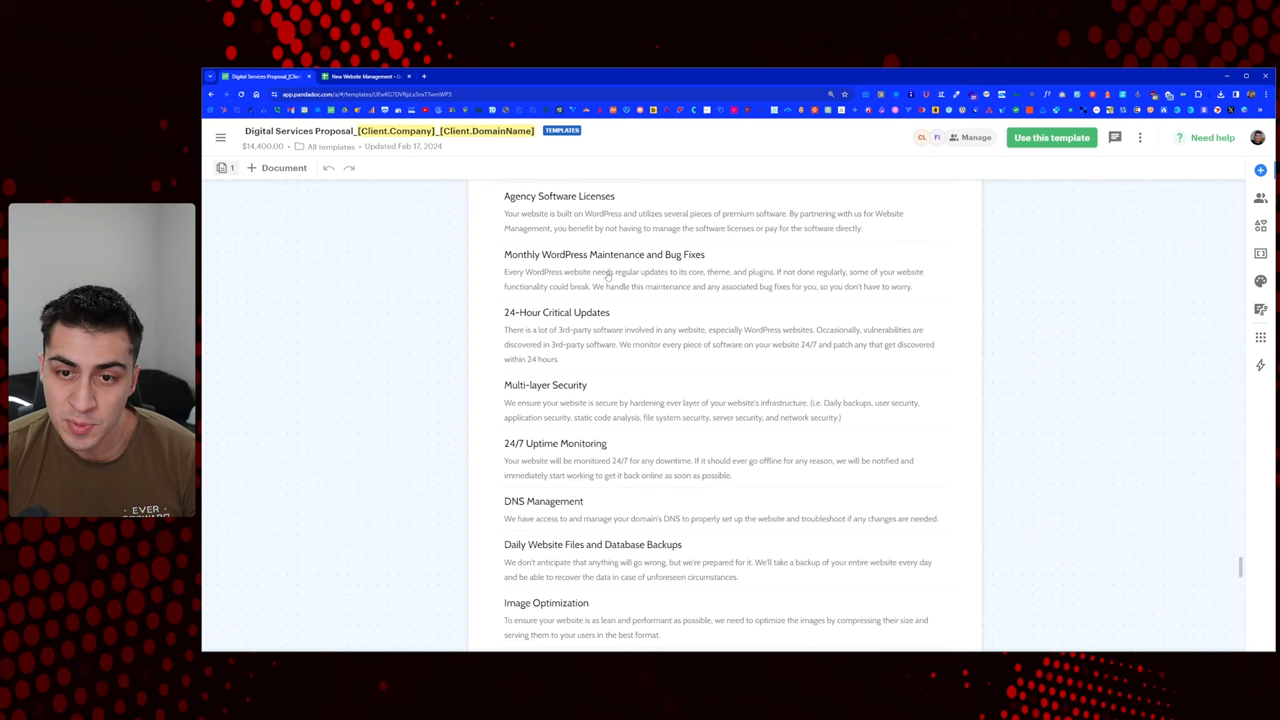 Digital Services Proposal_[Clien
New Website Management - G
app.pandadoc.com/a/#/templates/UEwKG7DVRpLx3nxTTwmWP3
Digital Services Proposal_[Client.Company]_[Client.DomainName]
TEMPLATES
$14,400.00 • All templates • Updated Feb 17, 2024
CL
FI
Manage
Use this template
Need help
1
Document
Agency Software Licenses
Your website is built on WordPress and utilizes several pieces of premium software. By partnering with us for Website
Management, you benefit by not having to manage the software licenses or pay for the software directly.
Monthly WordPress Maintenance and Bug Fixes
Every WordPress website needs regular updates to its core, theme, and plugins. If not done regularly, some of your website
functionality could break. We handle this maintenance and any associated bug fixes for you, so you don't have to worry.
24-Hour Critical Updates
There is a lot of 3rd-party software involved in any website, especially WordPress websites. Occasionally, vulnerabilities are
discovered in 3rd-party software. We monitor every piece of software on your website 24/7 and patch any that get discovered
within 24 hours.
Multi-layer Security
We ensure your website is secure by hardening ever layer of your website's infrastructure. (i.e. Daily backups, user security,
application security, static code analysis, file system security, server security, and network security.)
24/7 Uptime Monitoring
Your website will be monitored 24/7 for any downtime. If it should ever go offline for any reason, we will be notified and
immediately start working to get it back online as soon as possible.
DNS Management
We have access to and manage your domain's DNS to properly set up the website and troubleshoot if any changes are needed.
Daily Website Files and Database Backups
We don't anticipate that anything will go wrong, but we're prepared for it. We'll take a backup of your entire website every day
and be able to recover the data in case of unforeseen circumstances.
Image Optimization
To ensure your website is as lean and performant as possible, we need to optimize the images by compressing their size and
serving them to your users in the best format.
EVER